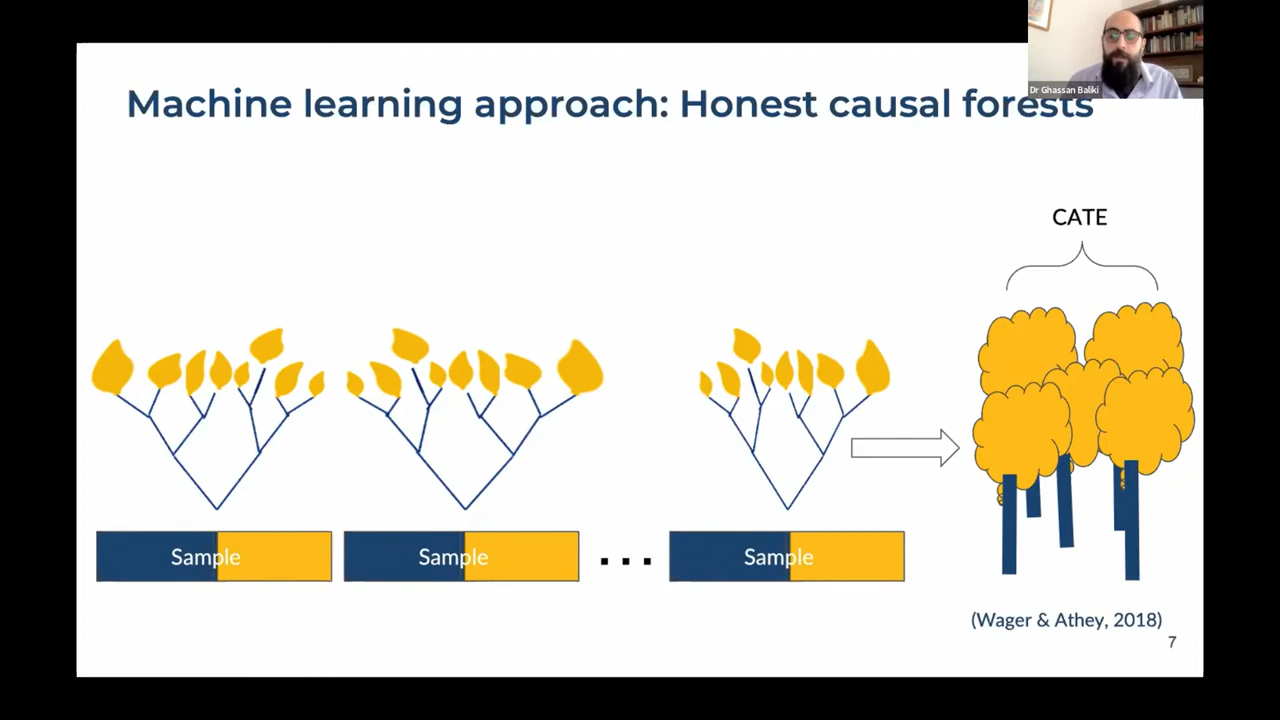 Machine learning approach: Honest causal forests
Dr Ghassan Baliki
CATE
Sample
Sample
...
Sample
(Wager & Athey, 2018)
7